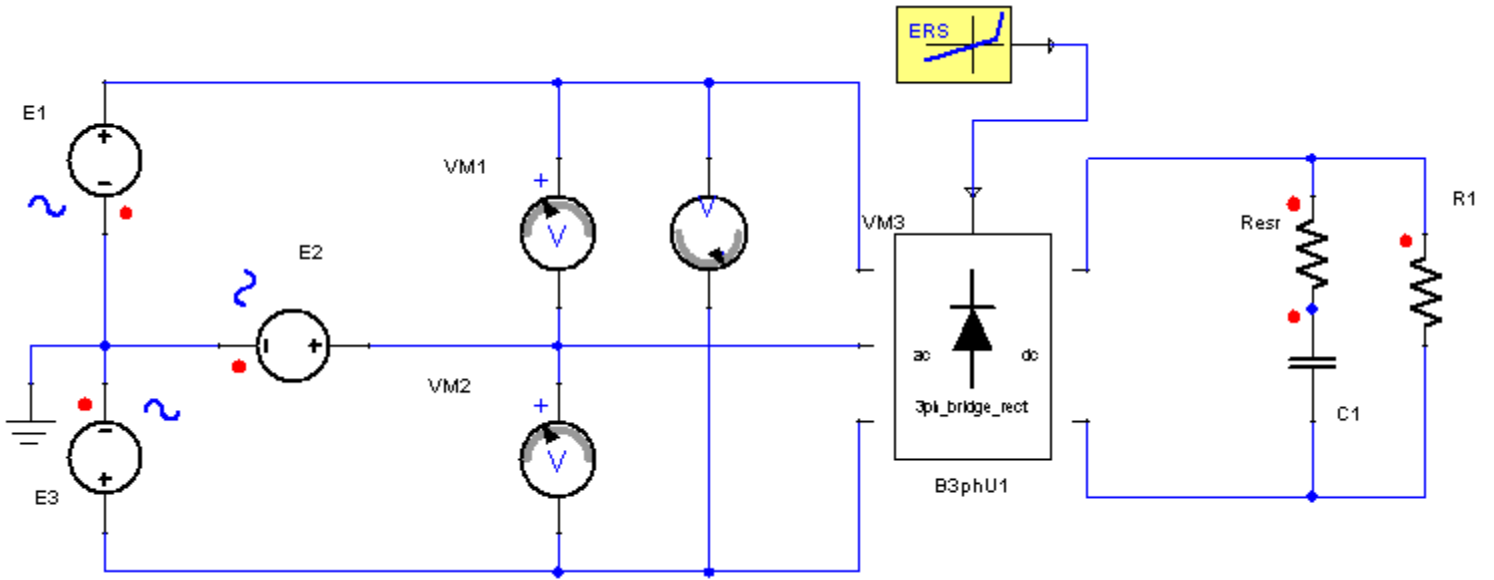 ERS
E1
VM1
V
V
VM3
E2
Resr
R1
ac
dc
3ph_bridge_rect
VM2
V
C1
E3
B3phU1